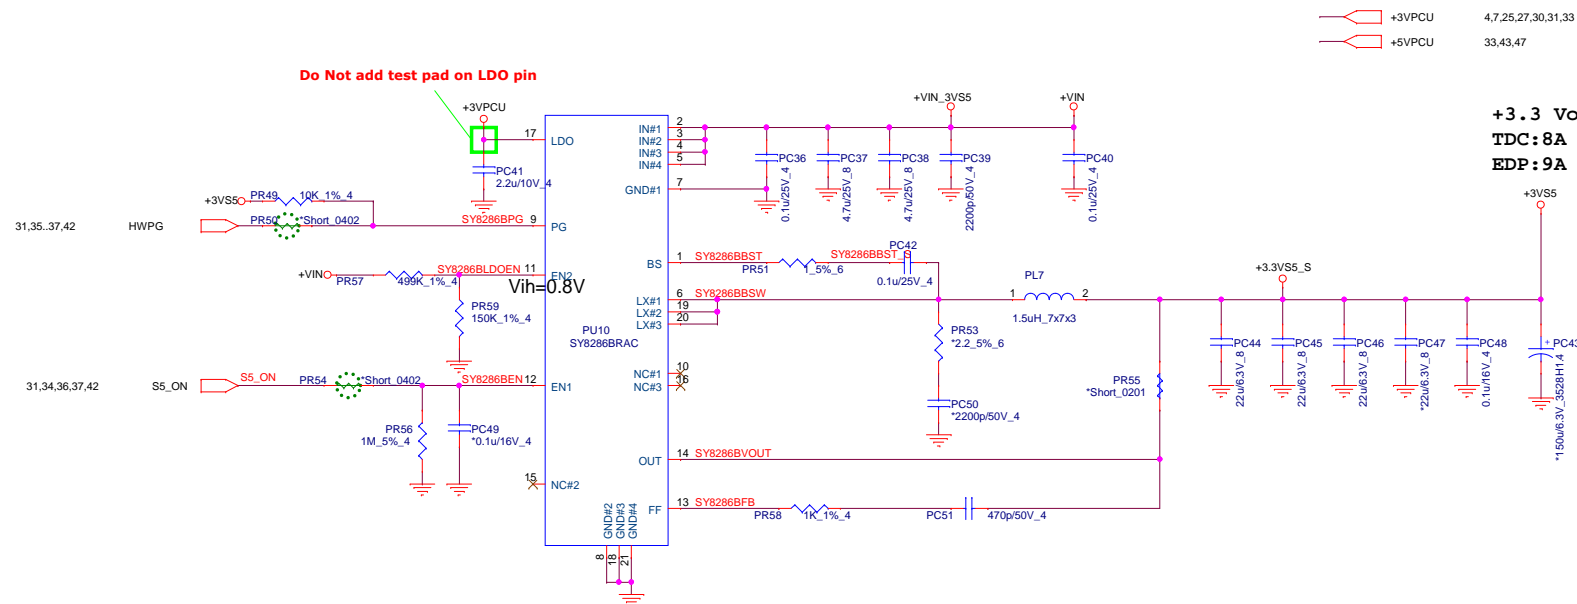 +3VPCU 4,7,25,27,30,31,33
+5VPCU 33,43,47
Do Not add test pad on LDO pin
+3VPCU
+VIN_3VS5
+VIN
+3.3 Vo
TDC:8A
EDP:9A
17 LDO
PC41
2.2u/10V_4
IN#1 2
IN#2 3
IN#3 4
IN#4 5
GND#1 7
PC36
0.1u/25V_4
PC37
4.7u/25V_8
PC38
4.7u/25V_8
PC39
2200p/50V_4
PC40
0.1u/25V_4
+3VS5
PR49 10K_1%_4
+3VS5
31,35..37,42 HWPG
PR50 *Short_0402
SY8286BPG 9 PG
+VIN
PR57 499K_1%_4
SY8286BLDOEN 11 EN2
Vih=0.8V
PR59
150K_1%_4
BS 1 SY8286BBST
PR51 1_5%_6
SY8286BBST_S
PC42
0.1u/25V_4
LX#1 6 SY8286BBSW
LX#2 19
LX#3 20
PL7
1 2
1.5uH_7x7x3
+3.3VS5_S
PU10
SY8286BRAC
PR53
*2.2_5%_6
PC50
*2200p/50V_4
PC44
22u/6.3V_8
PC45
22u/6.3V_8
PC46
22u/6.3V_8
PC47
*22u/6.3V_8
PC48
0.1u/16V_4
+ PC43
*150u/6.3V_3528H1.4
NC#1 10
NC#3 16
PR55
*Short_0201
31,34,36,37,42 S5_ON
S5_ON
PR54 *Short_0402
SY8286BEN 12 EN1
PR56
1M_5%_4
PC49
*0.1u/16V_4
15 NC#2
OUT 14 SY8286BVOUT
FF 13 SY8286BFB
PR58 1K_1%_4
PC51 470p/50V_4
GND#2
GND#3
GND#4
8
18
21